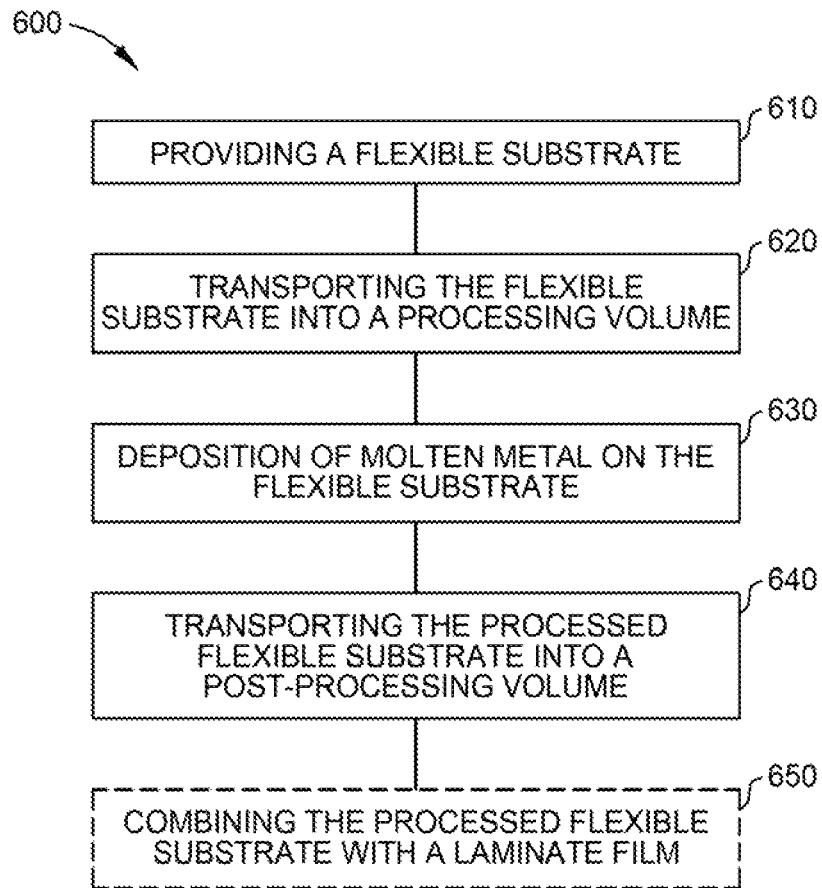 600
610
PROVIDING A FLEXIBLE SUBSTRATE
620
TRANSPORTING THE FLEXIBLE
SUBSTRATE INTO A PROCESSING VOLUME
630
DEPOSITION OF MOLTEN METAL ON THE
FLEXIBLE SUBSTRATE
640
TRANSPORTING THE PROCESSED
FLEXIBLE SUBSTRATE INTO A
POST-PROCESSING VOLUME
650
COMBINING THE PROCESSED FLEXIBLE
SUBSTRATE WITH A LAMINATE FILM